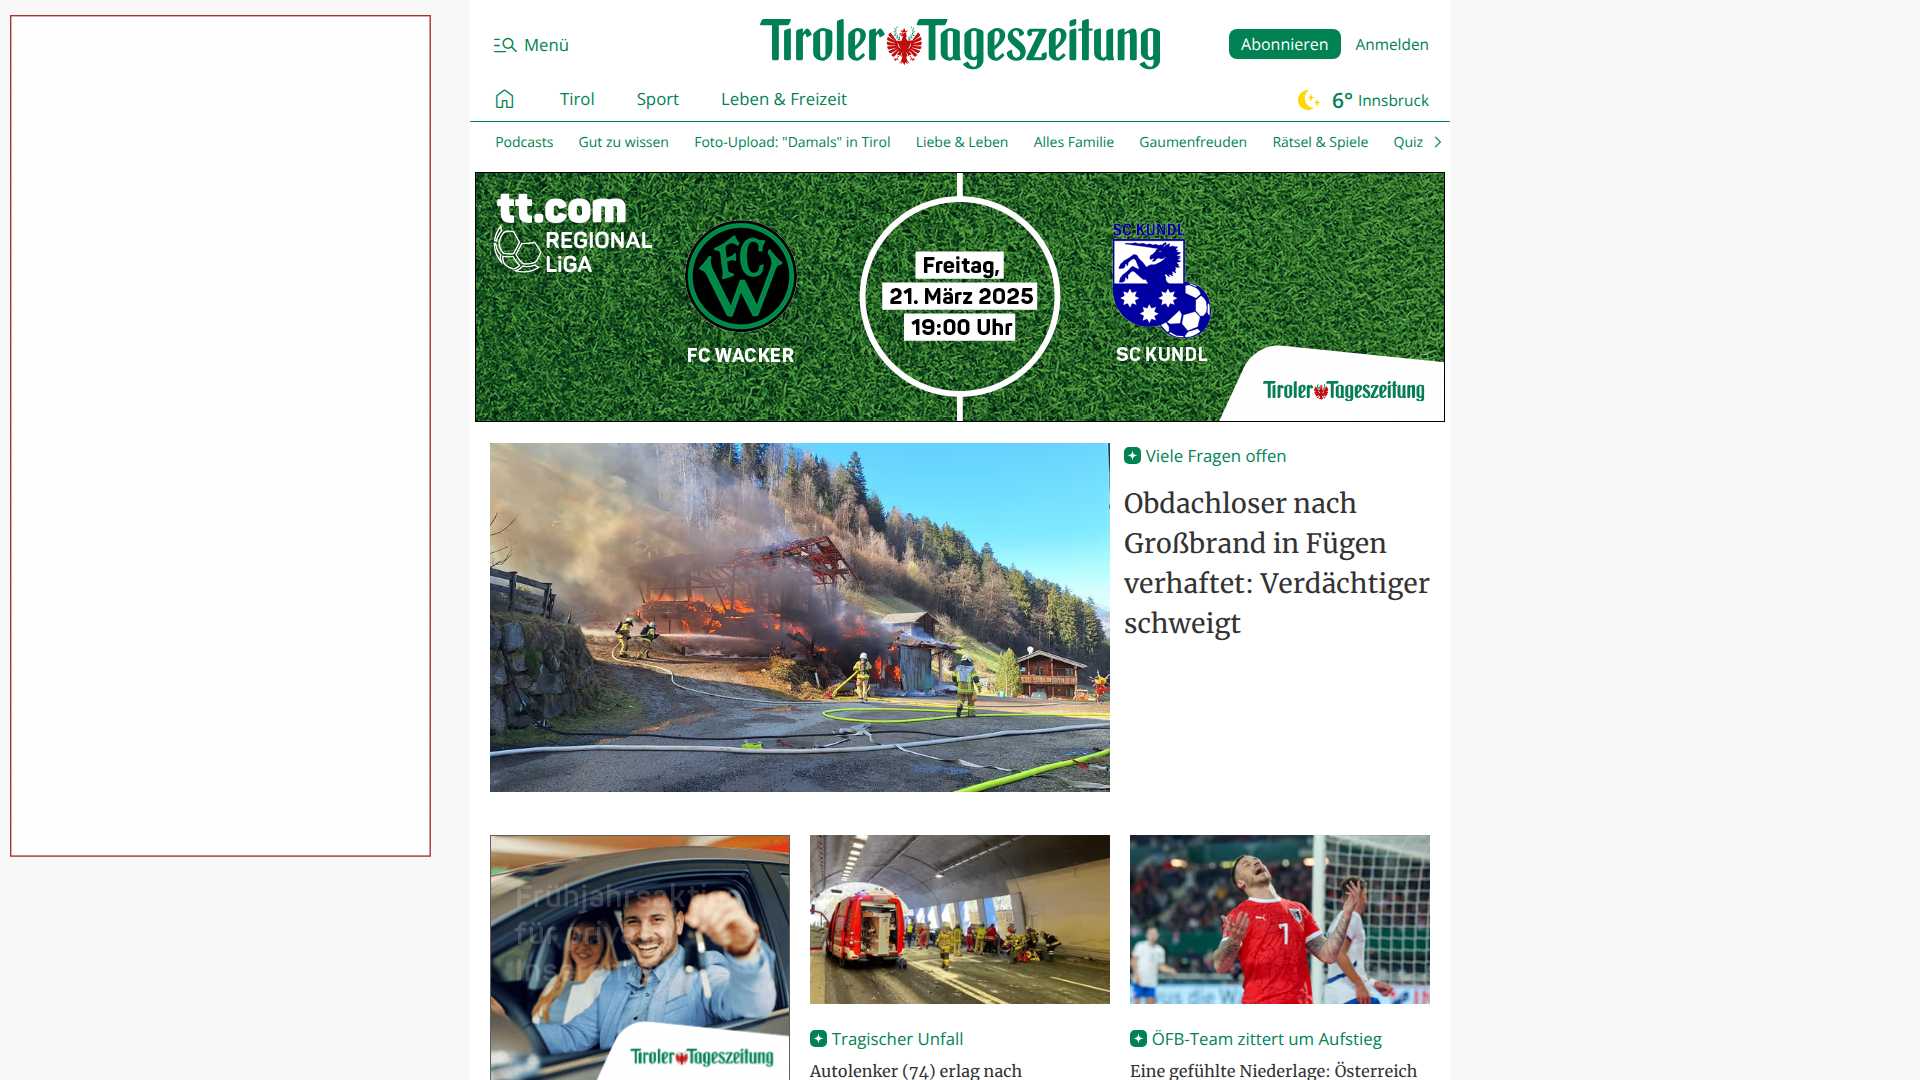 Menü
Tiroler Tageszeitung
Abonnieren
Anmelden
Tirol
Sport
Leben & Freizeit
6° Innsbruck
Podcasts
Gut zu wissen
Foto-Upload: "Damals" in Tirol
Liebe & Leben
Alles Familie
Gaumenfreuden
Rätsel & Spiele
Quiz
tt.com
REGIONAL
LiGA
FCW
FC WACKER
Freitag,
21. März 2025
19:00 Uhr
SC KUNDL
SC KUNDL
Tiroler Tageszeitung
Viele Fragen offen
Obdachloser nach
Großbrand in Fügen
verhaftet: Verdächtiger
schweigt
Frühjahrsaktion
für
Tiroler Tageszeitung
Tragischer Unfall
Autolenker (74) erlag nach
7
ÖFB-Team zittert um Aufstieg
Eine gefühlte Niederlage: Österreich